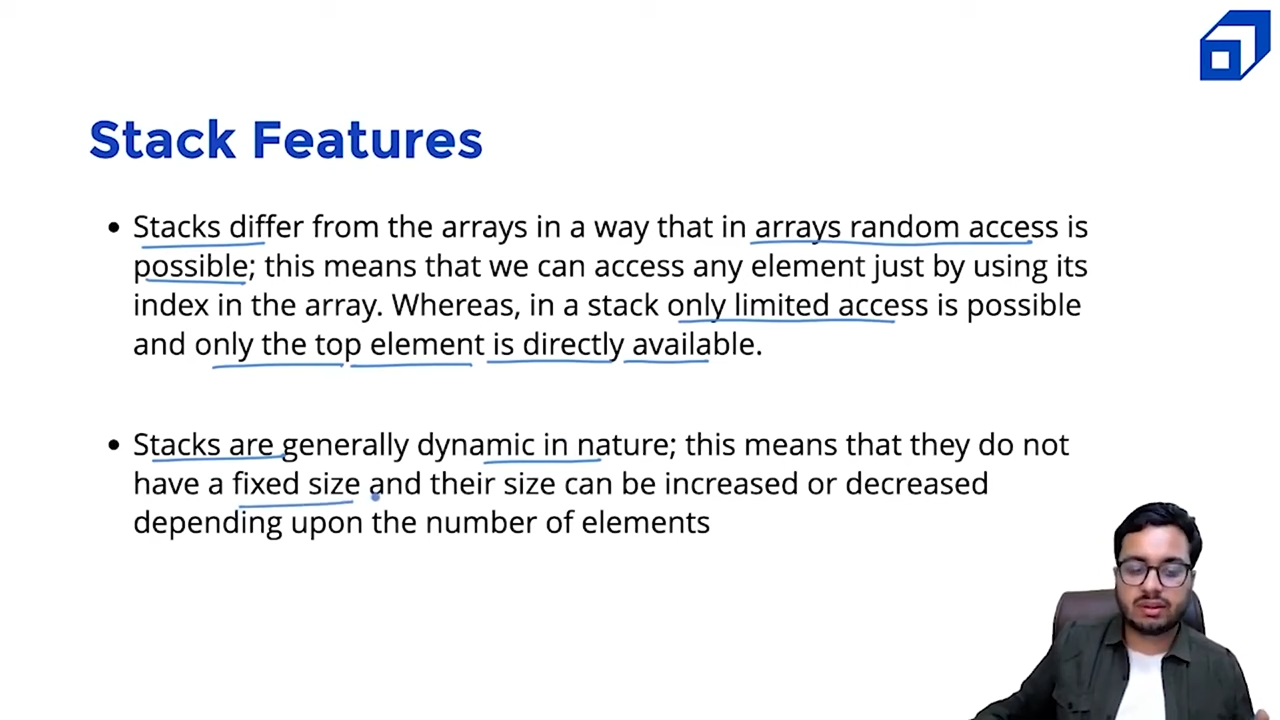 Stack Features
• Stacks differ from the arrays in a way that in arrays random access is
possible; this means that we can access any element just by using its
index in the array. Whereas, in a stack only limited access is possible
and only the top element is directly available.
• Stacks are generally dynamic in nature; this means that they do not
have a fixed size and their size can be increased or decreased
depending upon the number of elements